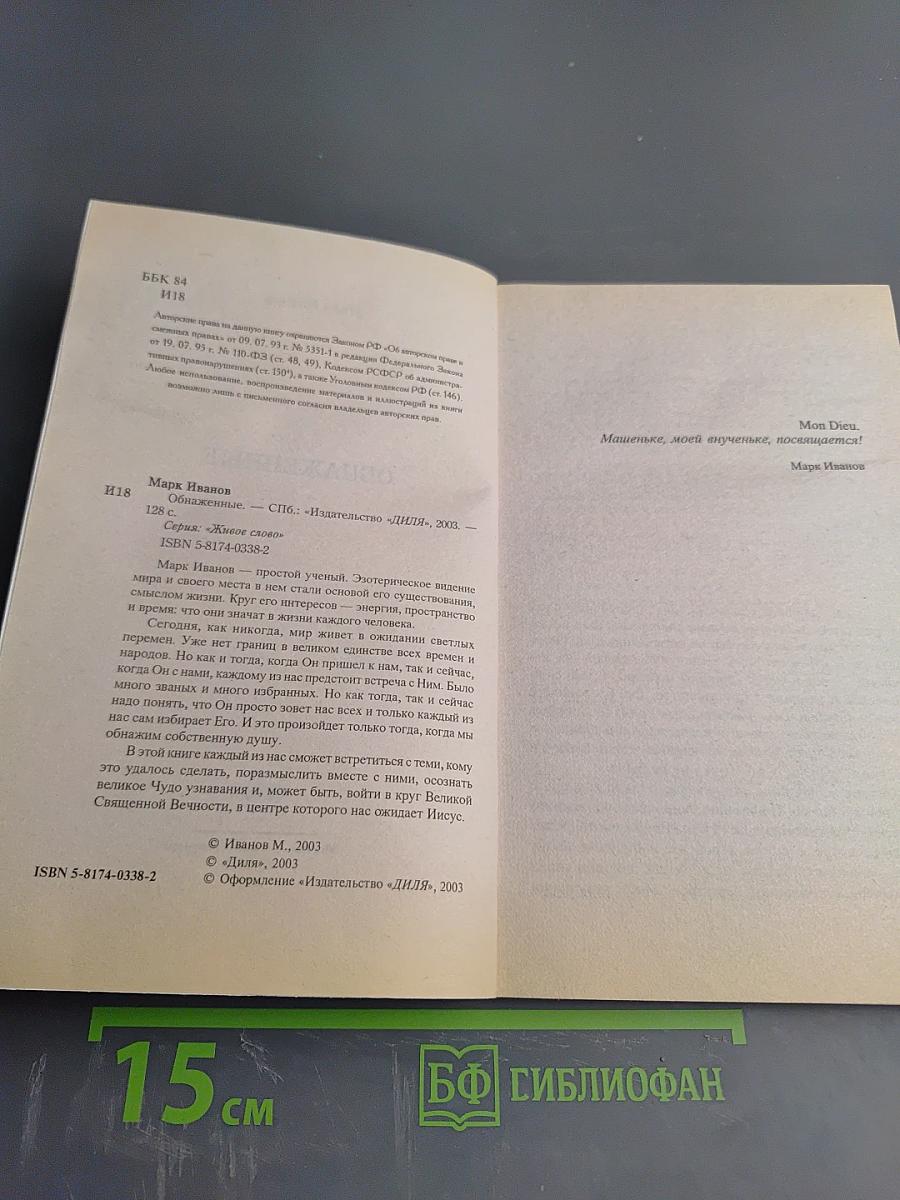 ББК 84
И18
Авторские права на данную книгу охраняются Законом РФ «Об авторском праве и
смежных правах» от 09. 07. 93 г. № 5351-1 в редакции Федерального Закона
от 19. 07. 95 г. № 110-ФЗ (ст. 48, 49), Кодексом РСФСР об администра-
тивных правонарушениях (ст. 150⁴), а также Уголовным кодексом РФ (ст. 146).
Любое использование, воспроизведение материалов и иллюстраций из книги
возможно лишь с письменного согласия владельцев авторских прав.
Марк Иванов
И18 Обнаженные. — СПб.: «Издательство «ДИЛЯ», 2003. —
128 с.
Серия: «Живое слово»
ISBN 5-8174-0338-2
Марк Иванов — простой ученый. Эзотерическое видение
мира и своего места в нем стали основой его существования,
смыслом жизни. Круг его интересов — энергия, пространство
и время: что они значат в жизни каждого человека.
Сегодня, как никогда, мир живет в ожидании светлых
перемен. Уже нет границ в великом единстве всех времен и
народов. Но как и тогда, когда Он пришел к нам, так и сейчас,
когда Он с нами, каждому из нас предстоит встреча с Ним. Было
много званых и много избранных. Но как тогда, так и сейчас
надо понять, что Он просто зовет нас всех и только каждый из
нас сам избирает Его. И это произойдет только тогда, когда мы
обнажим собственную душу.
В этой книге каждый из нас сможет встретиться с теми, кому
это удалось сделать, поразмыслить вместе с ними, осознать
великое Чудо узнавания и, может быть, войти в круг Великой
Священной Вечности, в центре которого нас ожидает Иисус.
© Иванов М., 2003
© «Диля», 2003
ISBN 5-8174-0338-2 © Оформление «Издательство «ДИЛЯ», 2003
Mon Dieu.
Машеньке, моей внученьке, посвящается!
Марк Иванов
15 см
БФ БИБЛИОФАН